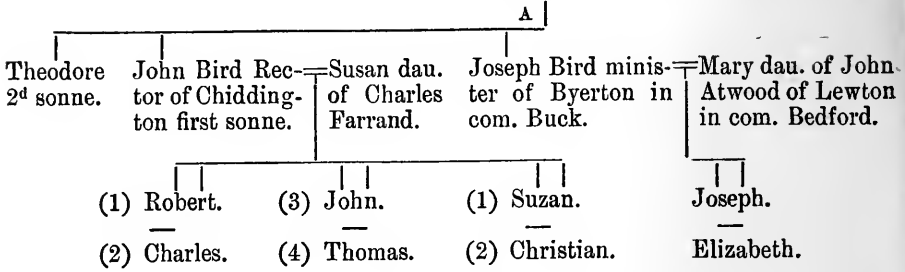 A
Theodore
2d sonne.
John Bird Rec-
tor of Chidding-
ton first sonne.
Susan dau.
of Charles
Farrand.
Joseph Bird minis-
ter of Byerton in
com. Buck.
Mary dau. of John
Atwood of Lewton
in com. Bedford.
(1) Robert. (3) John. (1) Suzan. Joseph.
(2) Charles. (4) Thomas. (2) Christian. Elizabeth.